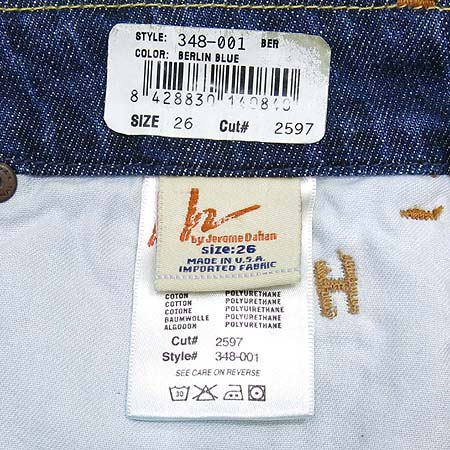 STYLE: 348-001 BER
COLOR: BERLIN BLUE
8 428830 140840
SIZE 26 Cut# 2597
by Jerome Dahan
size:26
MADE IN U.S.A.
IMPORTED FABRIC
COTON POLYURETHANE
COTTON POLYURETHANE
COTONE POLYURETHANE
BAUMWOLLE POLYURETHANE
ALGODON POLYURETHANE
Cut# 2597
Style# 348-001
SEE CARE ON REVERSE
30
H